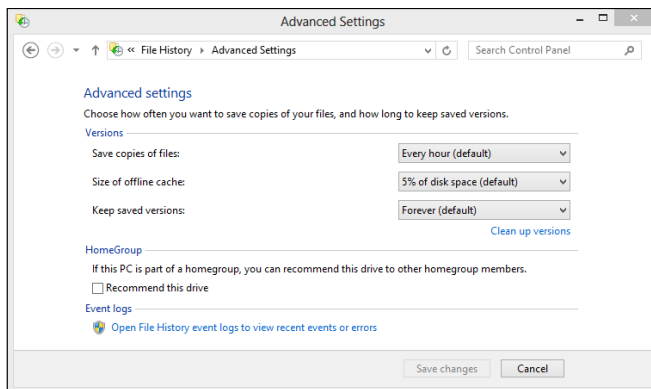 Advanced Settings
« File History Advanced Settings
Search Control Panel
Advanced settings
Choose how often you want to save copies of your files, and how long to keep saved versions.
Versions
Save copies of files: Every hour (default)
Size of offline cache: 5% of disk space (default)
Keep saved versions: Forever (default)
Clean up versions
HomeGroup
If this PC is part of a homegroup, you can recommend this drive to other homegroup members.
Recommend this drive
Event logs
Open File History event logs to view recent events or errors
Save changes Cancel